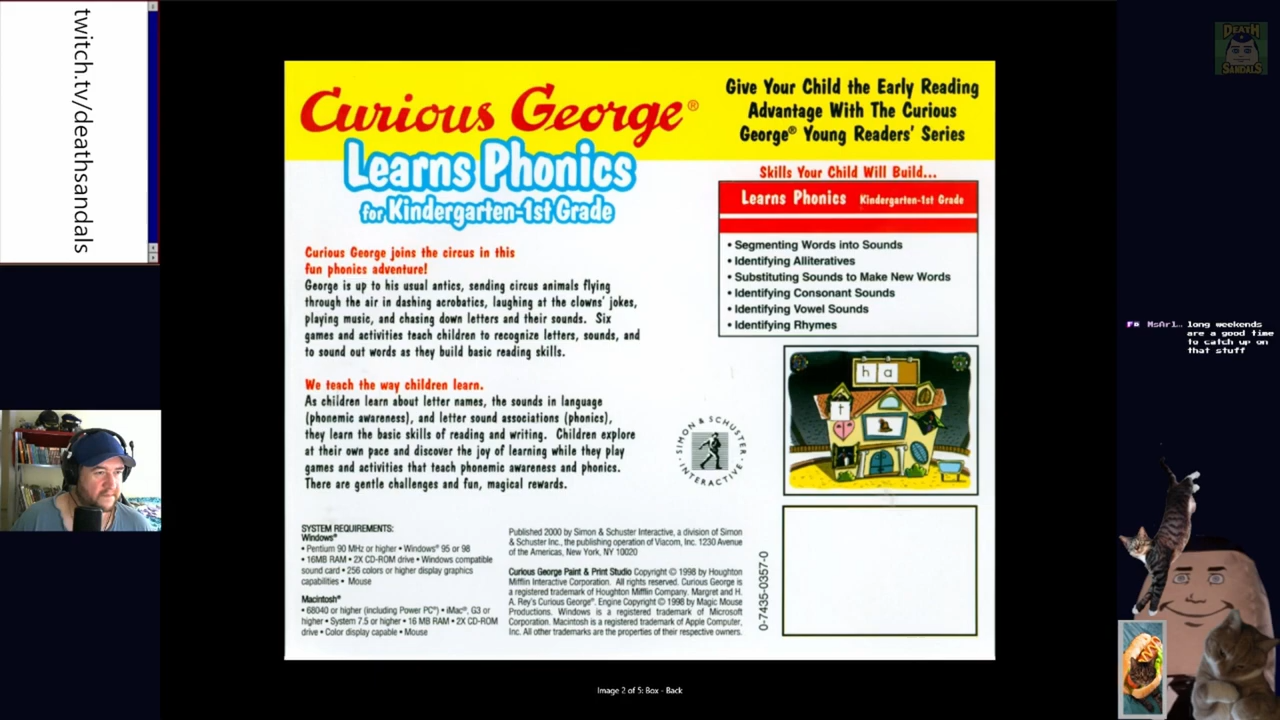 twitch.tv/deathsandals
DEATH
SANDALS
Curious George®
Learns Phonics
for Kindergarten-1st Grade
Give Your Child the Early Reading
Advantage With The Curious
George® Young Readers' Series
Skills Your Child Will Build...
Learns Phonics Kindergarten-1st Grade
• Segmenting Words into Sounds
• Identifying Alliteratives
• Substituting Sounds to Make New Words
• Identifying Consonant Sounds
• Identifying Vowel Sounds
• Identifying Rhymes
Curious George joins the circus in this
fun phonics adventure!
George is up to his usual antics, sending circus animals flying
through the air in dashing acrobatics, laughing at the clowns' jokes,
playing music, and chasing down letters and their sounds. Six
games and activities teach children to recognize letters, sounds, and
to sound out words as they build basic reading skills.
We teach the way children learn.
As children learn about letter names, the sounds in language
(phonemic awareness), and letter sound associations (phonics),
they learn the basic skills of reading and writing. Children explore
at their own pace and discover the joy of learning while they play
games and activities that teach phonemic awareness and phonics.
There are gentle challenges and fun, magical rewards.
SIMON & SCHUSTER
INTERACTIVE
h a
t
SYSTEM REQUIREMENTS:
Windows®
• Pentium 90 MHz or higher • Windows® 95 or 98
• 16MB RAM • 2X CD-ROM drive • Windows compatible
sound card • 256 colors or higher display graphics
capabilities • Mouse
Macintosh®
• 68040 or higher (including Power PC®) • iMac®, G3 or
higher • System 7.5 or higher • 16 MB RAM • 2X CD-ROM
drive • Color display capable • Mouse
Published 2000 by Simon & Schuster Interactive, a division of Simon
& Schuster Inc., the publishing operation of Viacom, Inc. 1230 Avenue
of the Americas, New York, NY 10020
Curious George Paint & Print Studio Copyright © 1998 by Houghton
Mifflin Interactive Corporation. All rights reserved. Curious George is
a registered trademark of Houghton Mifflin Company. Margret and H.
A. Rey's Curious George®. Engine Copyright © 1998 by Magic Mouse
Productions. Windows is a registered trademark of Microsoft
Corporation. Macintosh is a registered trademark of Apple Computer,
Inc. All other trademarks are the properties of their respective owners.
0-7435-0357-0
Image 2 of 5: Box - Back
MsArl… long weekends
are a good time
to catch up on
that stuff